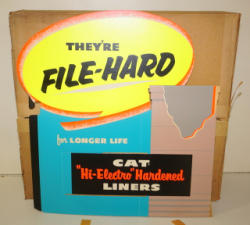 THEY'RE
FILE-HARD
for LONGER LIFE
CAT
"Hi-Electro" Hardened
LINERS